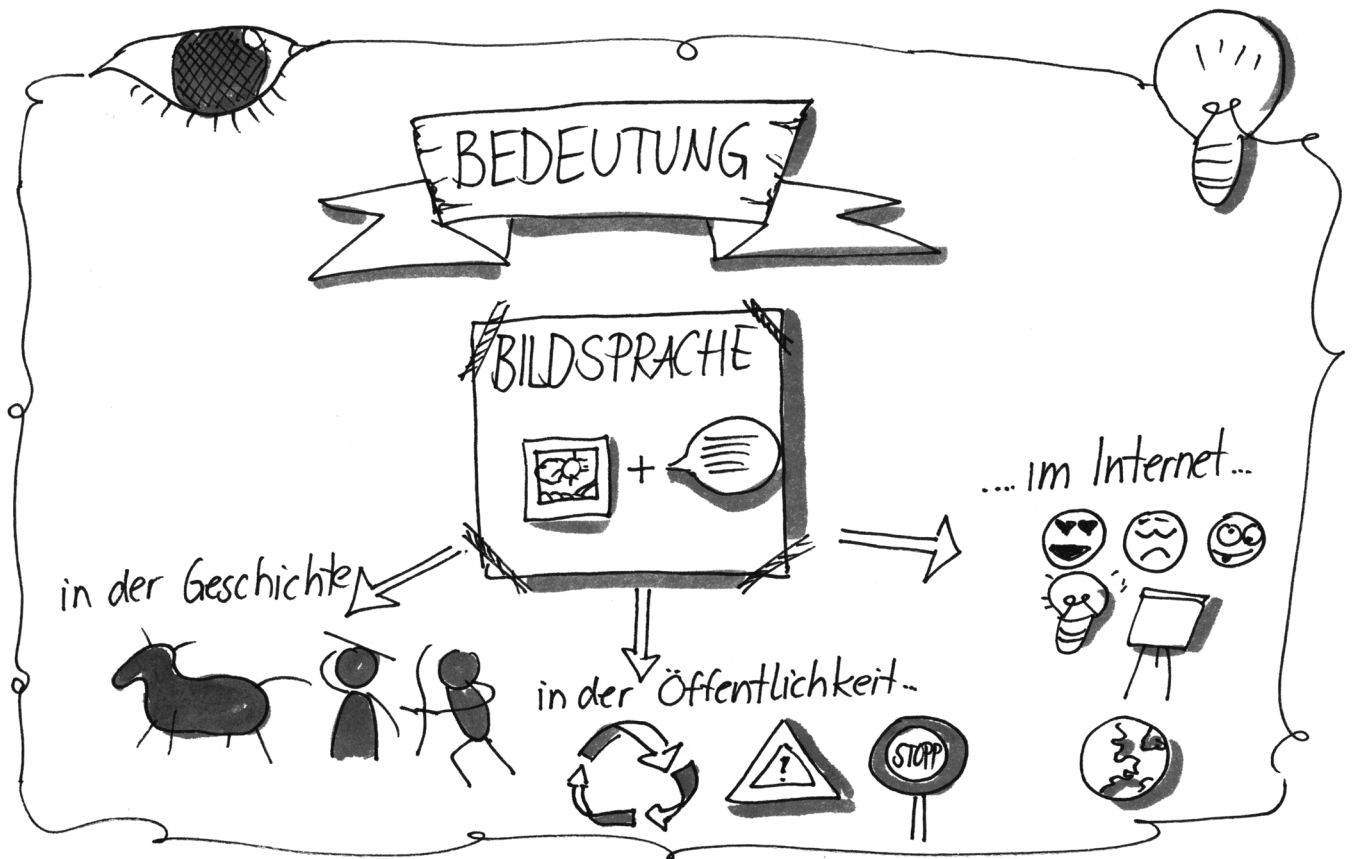 BEDEUTUNG
BILDSPRACHE
+
....im Internet...
in der Geschichte
in der Öffentlichkeit...
!
STOPP